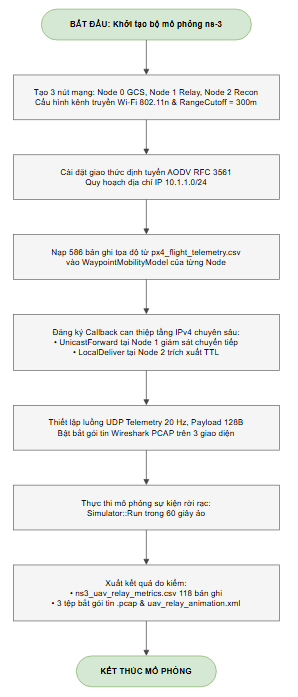 BẮT ĐẦU: Khởi tạo bộ mô phỏng ns-3
Tạo 3 nút mạng: Node 0 GCS, Node 1 Relay, Node 2 Recon
Cấu hình kênh truyền Wi-Fi 802.11n & RangeCutoff = 300m
Cài đặt giao thức định tuyến AODV RFC 3561
Quy hoạch địa chỉ IP 10.1.1.0/24
Nạp 586 bản ghi tọa độ từ px4_flight_telemetry.csv
vào WaypointMobilityModel của từng Node
Đăng ký Callback can thiệp tầng IPv4 chuyên sâu:
• UnicastForward tại Node 1 giám sát chuyển tiếp
• LocalDeliver tại Node 2 trích xuất TTL
Thiết lập luồng UDP Telemetry 20 Hz, Payload 128B
Bật bắt gói tin Wireshark PCAP trên 3 giao diện
Thực thi mô phỏng sự kiện rời rạc:
Simulator::Run trong 60 giây ảo
Xuất kết quả đo kiểm:
• ns3_uav_relay_metrics.csv 118 bản ghi
• 3 tệp bắt gói tin .pcap & uav_relay_animation.xml
KẾT THÚC MÔ PHỎNG